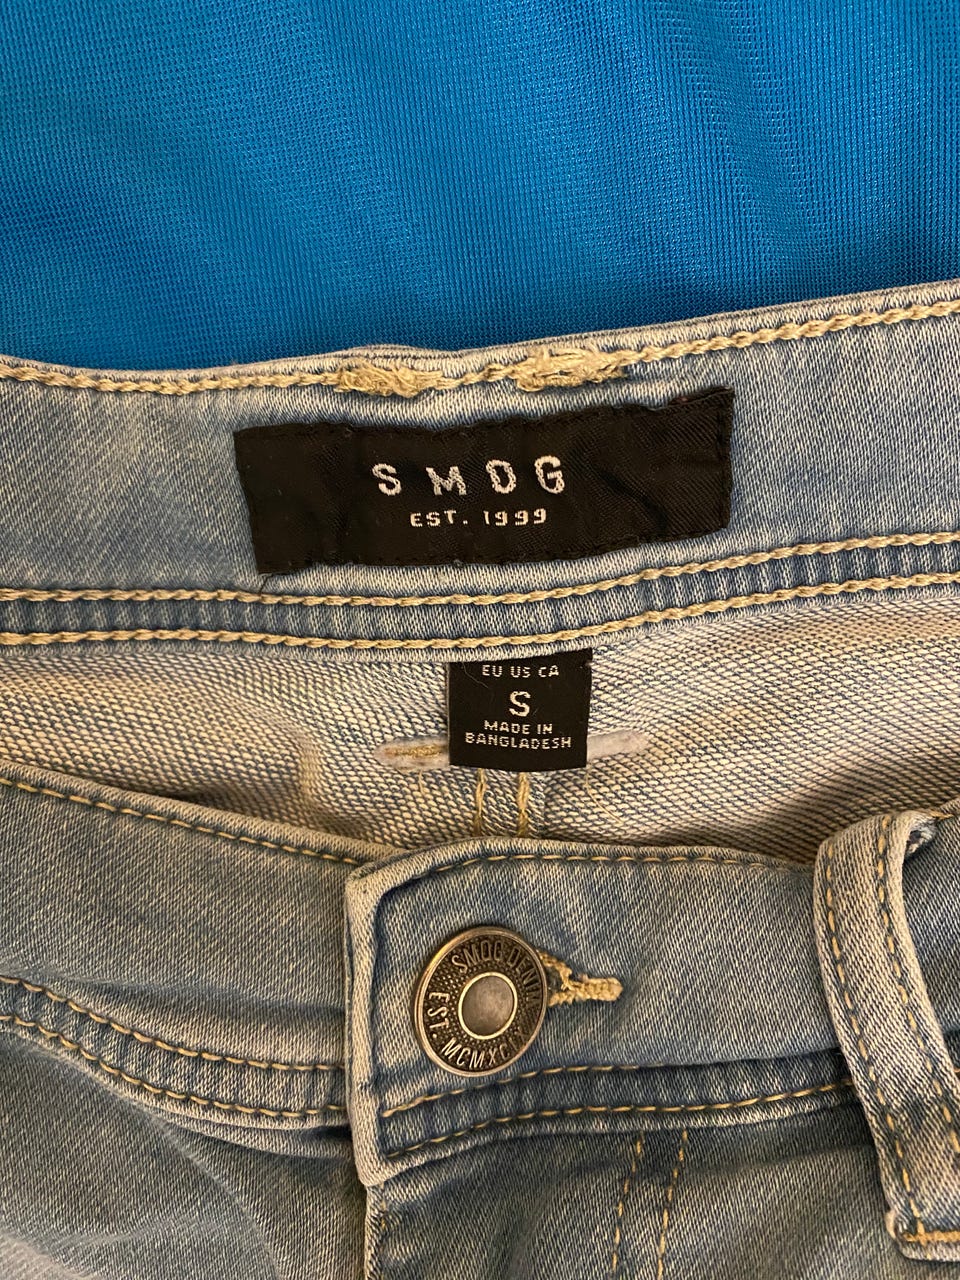 SMOG
EST. 1999
EU US CA
S
MADE IN
BANGLADESH
SMOG DENIM
EST MCMXCIX